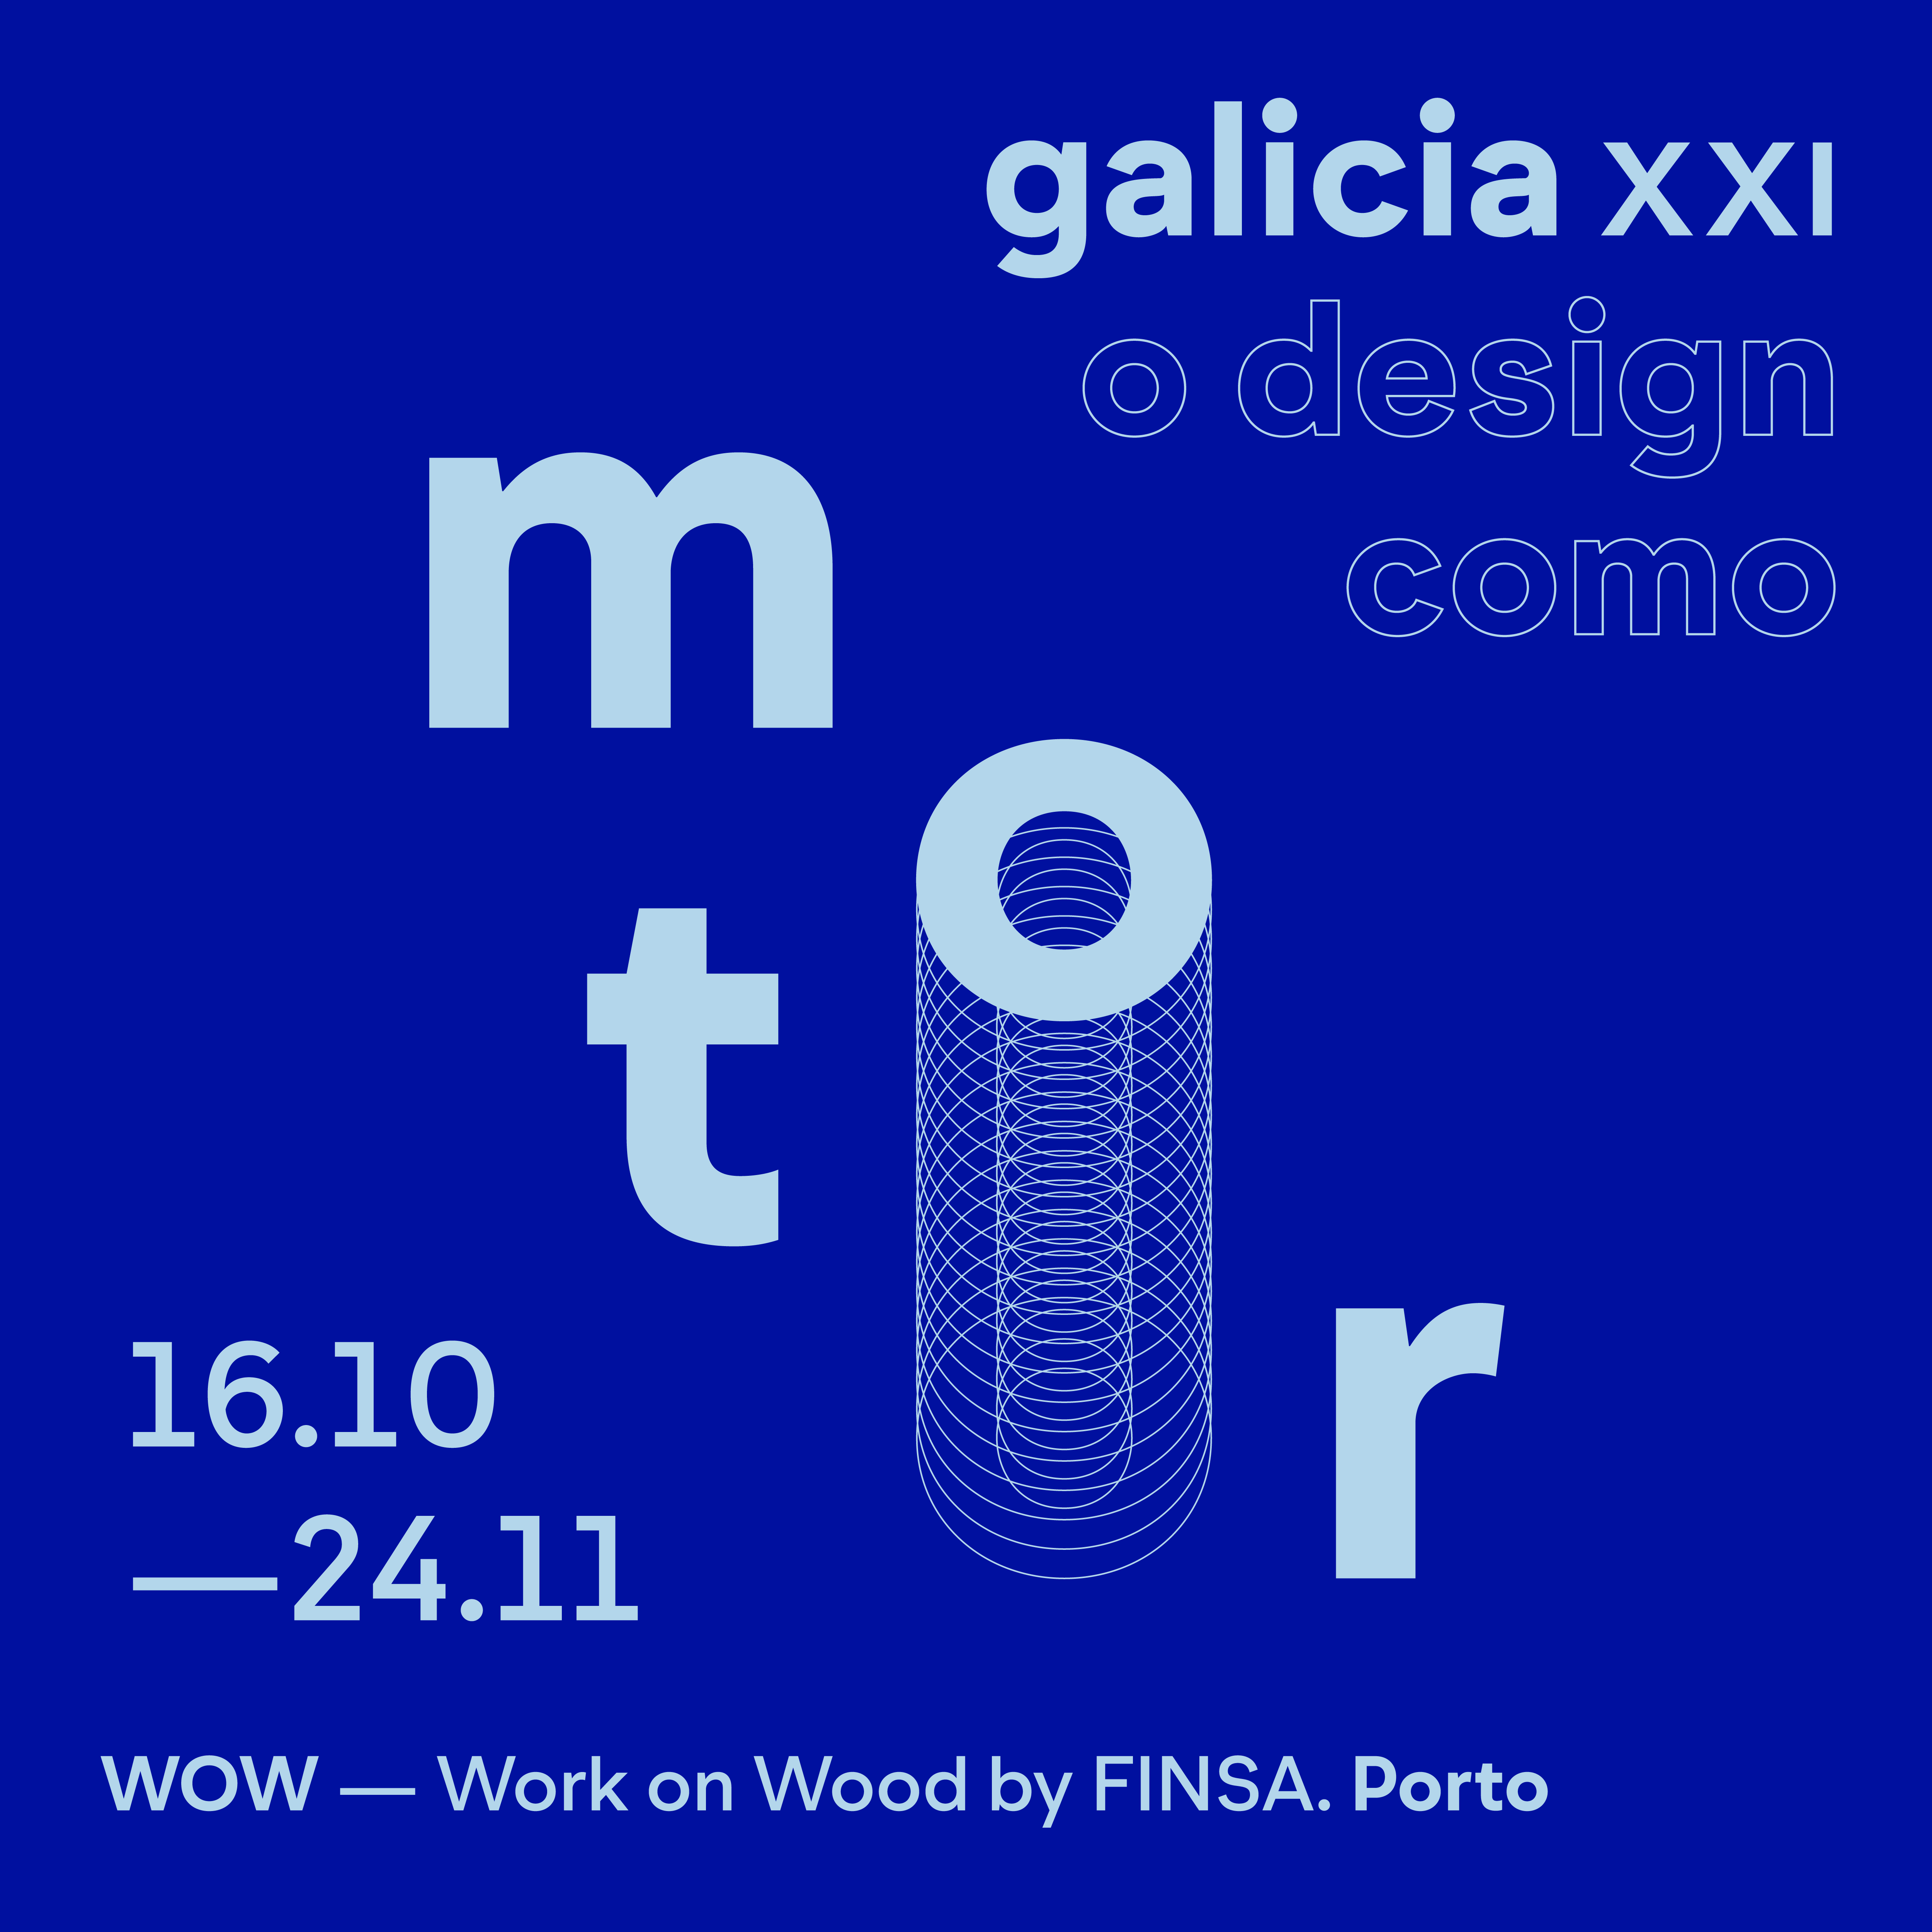 galicia XXI
o design
como
m
o
t
r
16.10
—24.11
WOW — Work on Wood by FINSA. Porto